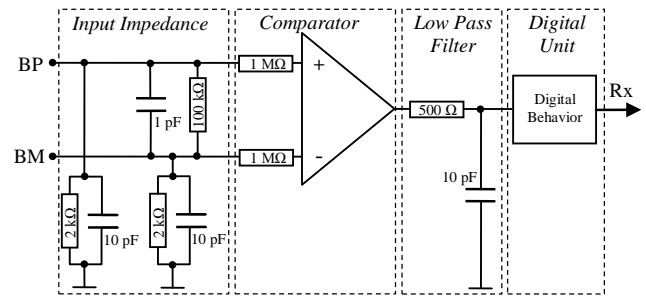 Input Impedance
Comparator
Low Pass
Filter
Digital
Unit
BP
BM
1 pF
100 kΩ
1 MΩ
1 MΩ
+
-
500 Ω
10 pF
Digital
Behavior
Rx
2 kΩ
10 pF
2 kΩ
10 pF